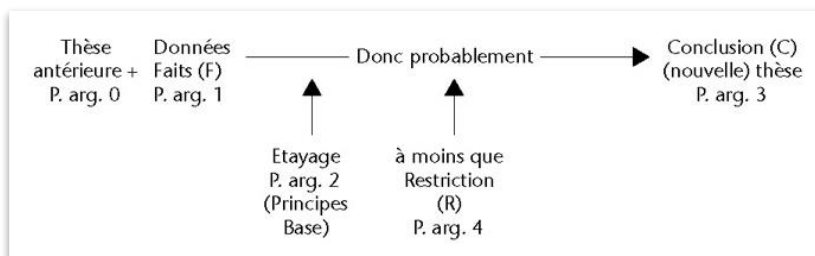 Thèse
antérieure +
P. arg. 0
Données
Faits (F)
P. arg. 1
Donc probablement
Conclusion (C)
(nouvelle) thèse
P. arg. 3
Etayage
P. arg. 2
(Principes
Base)
à moins que
Restriction
(R)
P. arg. 4